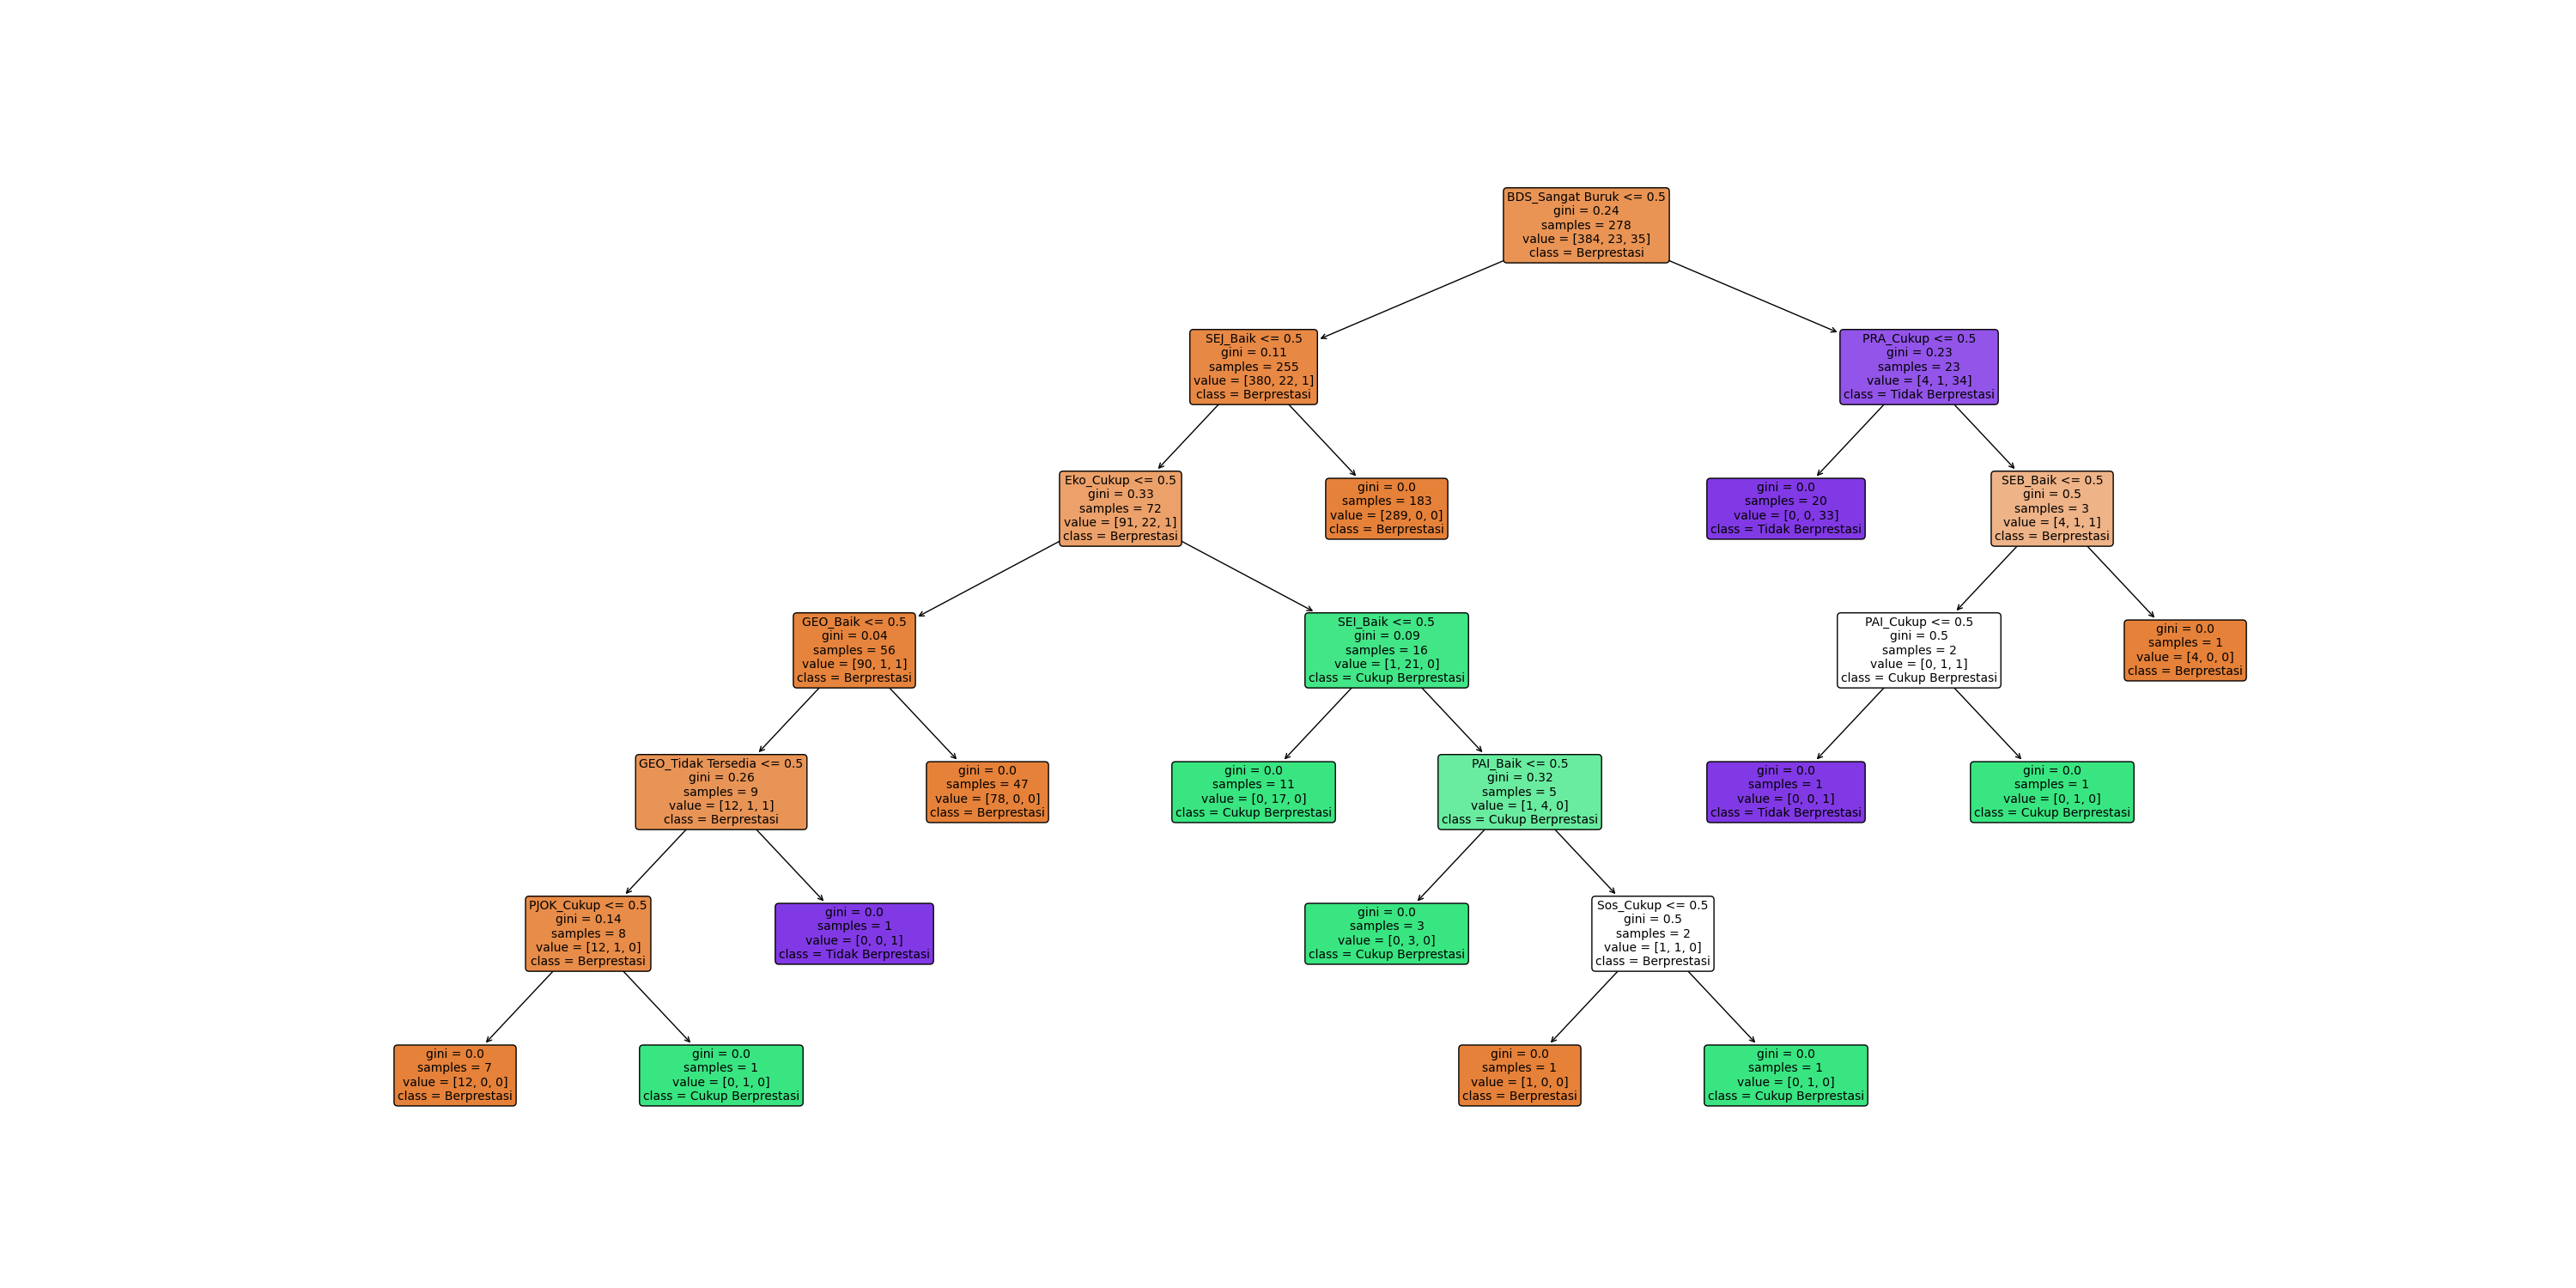 BDS_Sangat Buruk <= 0.5
gini = 0.24
samples = 278
value = [384, 23, 35]
class = Berprestasi
SEJ_Baik <= 0.5
gini = 0.11
samples = 255
value = [380, 22, 1]
class = Berprestasi
PRA_Cukup <= 0.5
gini = 0.23
samples = 23
value = [4, 1, 34]
class = Tidak Berprestasi
Eko_Cukup <= 0.5
gini = 0.33
samples = 72
value = [91, 22, 1]
class = Berprestasi
gini = 0.0
samples = 183
value = [289, 0, 0]
class = Berprestasi
gini = 0.0
samples = 20
value = [0, 0, 33]
class = Tidak Berprestasi
SEB_Baik <= 0.5
gini = 0.5
samples = 3
value = [4, 1, 1]
class = Berprestasi
GEO_Baik <= 0.5
gini = 0.04
samples = 56
value = [90, 1, 1]
class = Berprestasi
SEI_Baik <= 0.5
gini = 0.09
samples = 16
value = [1, 21, 0]
class = Cukup Berprestasi
PAI_Cukup <= 0.5
gini = 0.5
samples = 2
value = [0, 1, 1]
class = Cukup Berprestasi
gini = 0.0
samples = 1
value = [4, 0, 0]
class = Berprestasi
GEO_Tidak Tersedia <= 0.5
gini = 0.26
samples = 9
value = [12, 1, 1]
class = Berprestasi
gini = 0.0
samples = 47
value = [78, 0, 0]
class = Berprestasi
gini = 0.0
samples = 11
value = [0, 17, 0]
class = Cukup Berprestasi
PAI_Baik <= 0.5
gini = 0.32
samples = 5
value = [1, 4, 0]
class = Cukup Berprestasi
gini = 0.0
samples = 1
value = [0, 0, 1]
class = Tidak Berprestasi
gini = 0.0
samples = 1
value = [0, 1, 0]
class = Cukup Berprestasi
PJOK_Cukup <= 0.5
gini = 0.14
samples = 8
value = [12, 1, 0]
class = Berprestasi
gini = 0.0
samples = 1
value = [0, 0, 1]
class = Tidak Berprestasi
gini = 0.0
samples = 3
value = [0, 3, 0]
class = Cukup Berprestasi
Sos_Cukup <= 0.5
gini = 0.5
samples = 2
value = [1, 1, 0]
class = Berprestasi
gini = 0.0
samples = 7
value = [12, 0, 0]
class = Berprestasi
gini = 0.0
samples = 1
value = [0, 1, 0]
class = Cukup Berprestasi
gini = 0.0
samples = 1
value = [1, 0, 0]
class = Berprestasi
gini = 0.0
samples = 1
value = [0, 1, 0]
class = Cukup Berprestasi